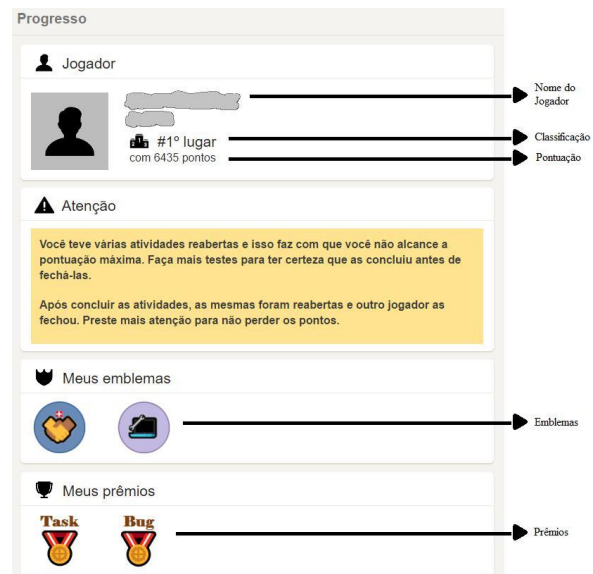 Progresso
Jogador
Nome do
Jogador
#1º lugar
Classificação
com 6435 pontos
Pontuação
Atenção
Você teve várias atividades reabertas e isso faz com que você não alcance a
pontuação máxima. Faça mais testes para ter certeza que as concluiu antes de
fechá-las.
Após concluir as atividades, as mesmas foram reabertas e outro jogador as
fechou. Preste mais atenção para não perder os pontos.
Meus emblemas
Emblemas
Meus prêmios
Task Bug
Prêmios